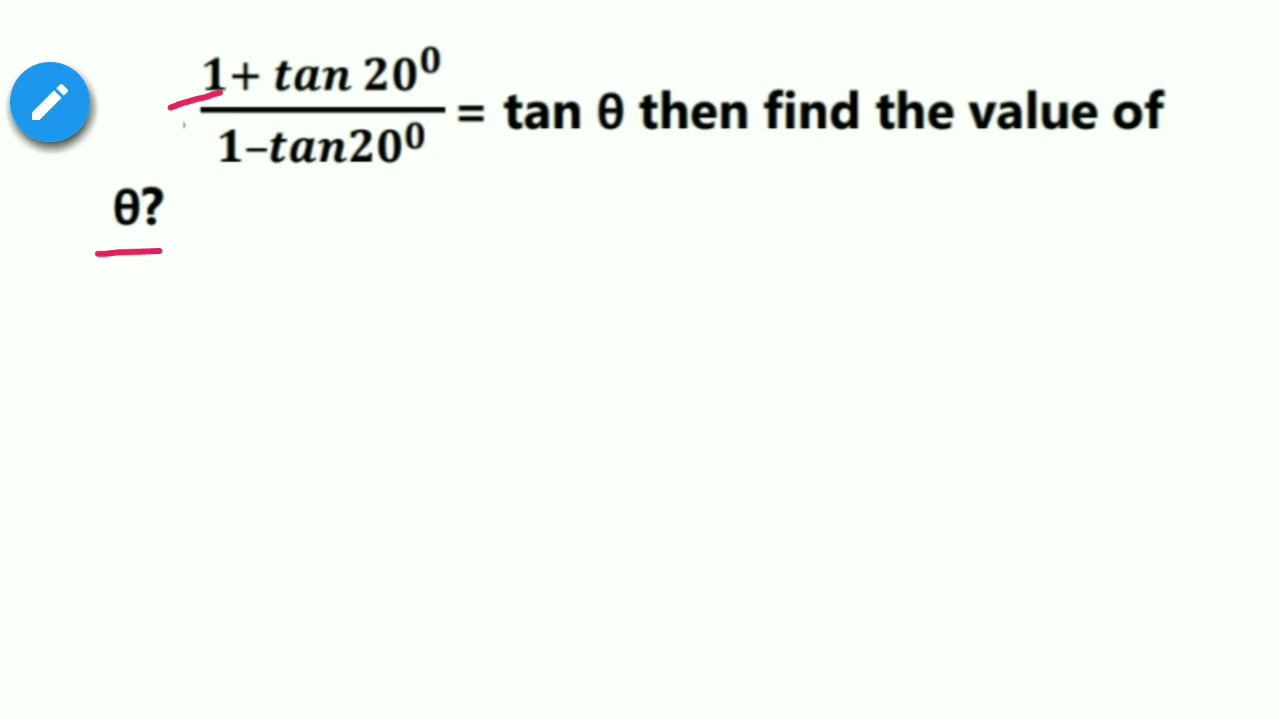 1+ tan 20⁰
1–tan20⁰ = tan θ then find the value of
θ?